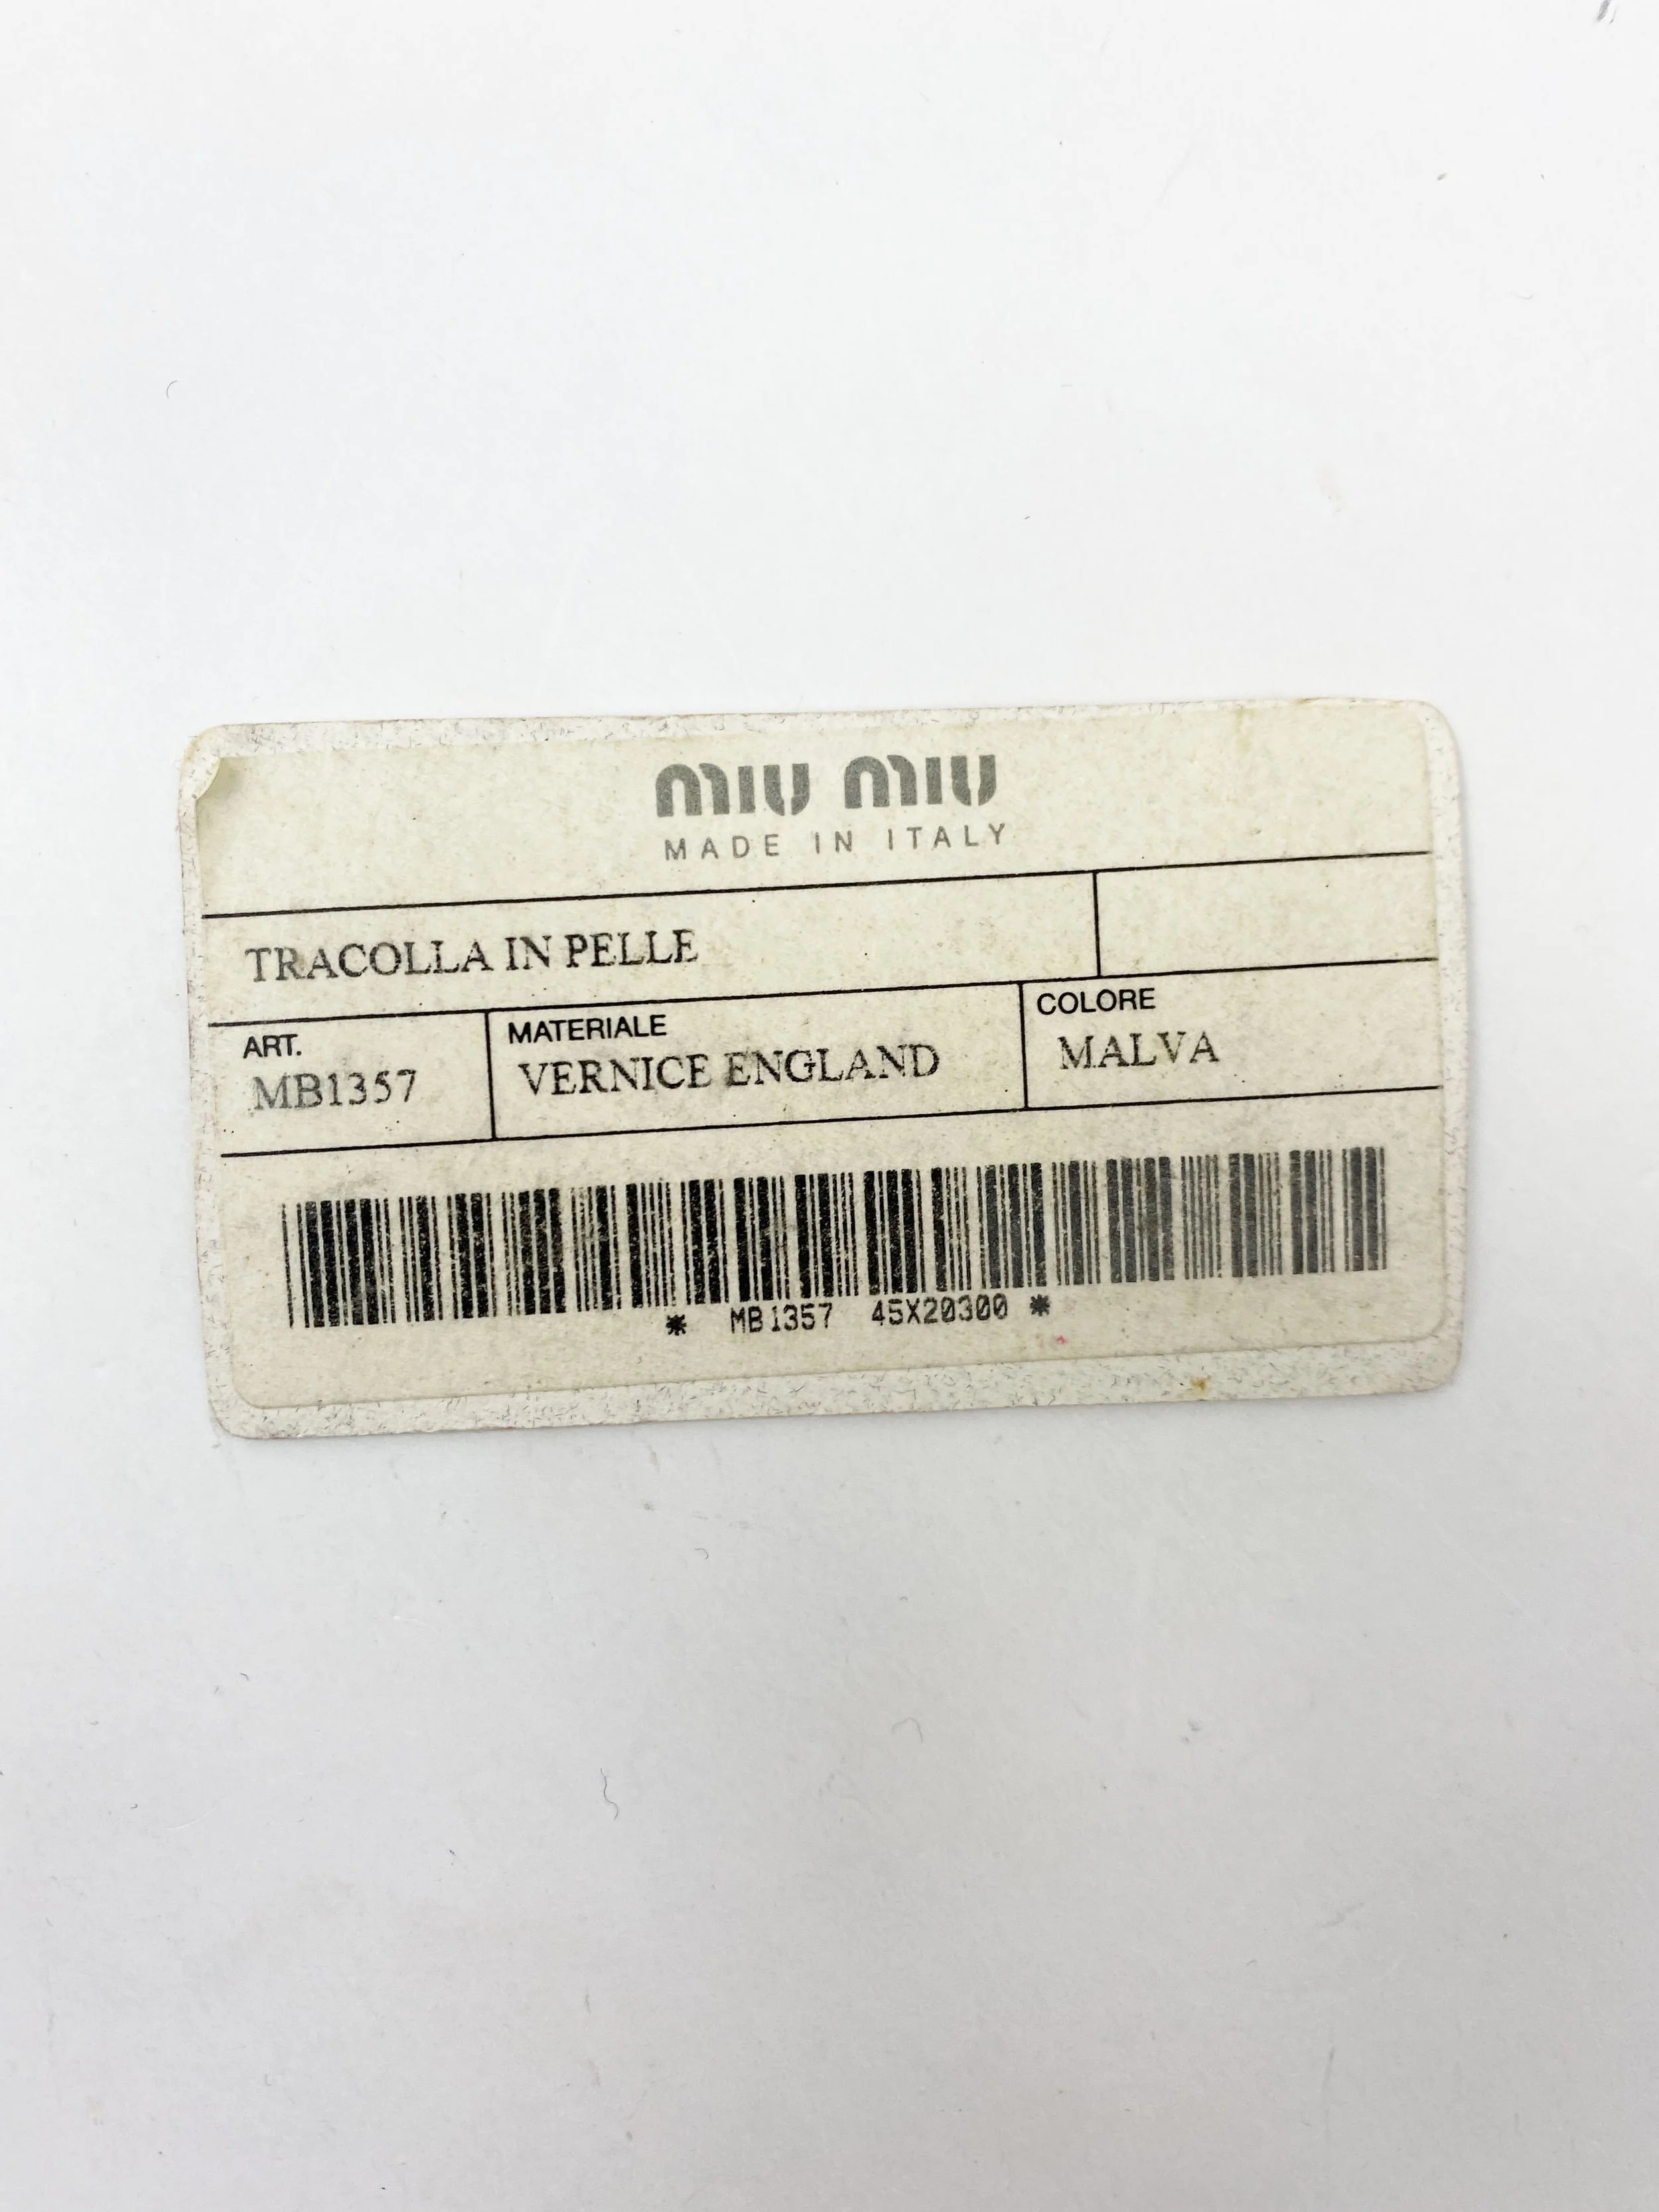 miu miu
MADE IN ITALY
TRACOLLA IN PELLE
ART.
MB1357
MATERIALE
VERNICE ENGLAND
COLORE
MALVA
* MB1357 45X20300 *